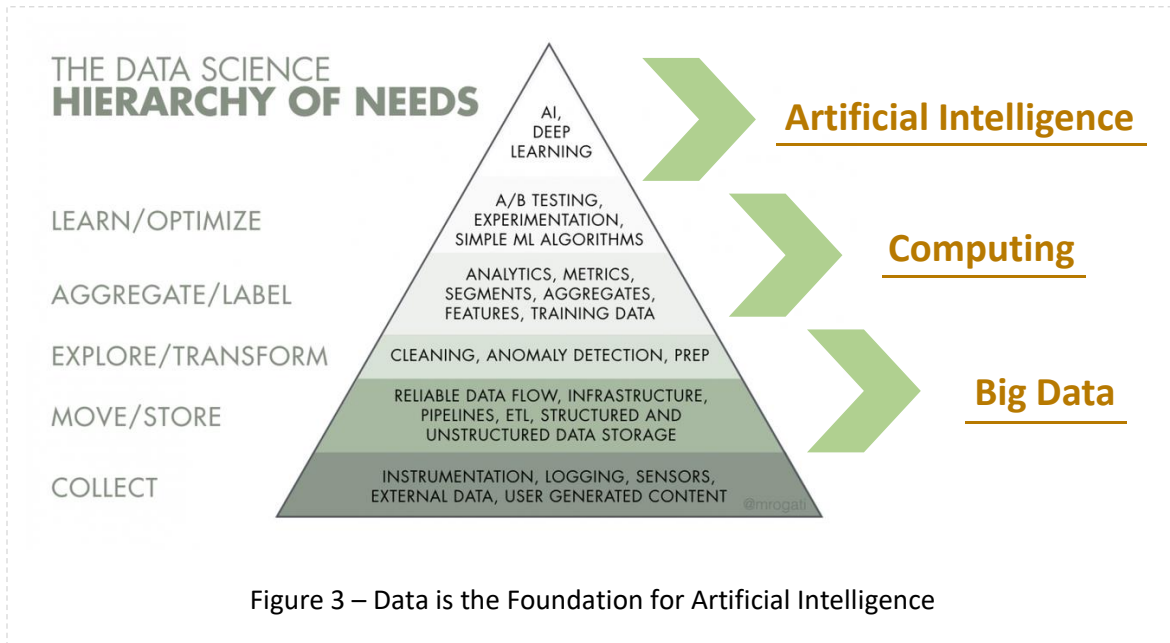 THE DATA SCIENCE
HIERARCHY OF NEEDS
AI,
DEEP
LEARNING
Artificial Intelligence
LEARN/OPTIMIZE
A/B TESTING,
EXPERIMENTATION,
SIMPLE ML ALGORITHMS
Computing
AGGREGATE/LABEL
ANALYTICS, METRICS,
SEGMENTS, AGGREGATES,
FEATURES, TRAINING DATA
EXPLORE/TRANSFORM
CLEANING, ANOMALY DETECTION, PREP
Big Data
MOVE/STORE
RELIABLE DATA FLOW, INFRASTRUCTURE,
PIPELINES, ETL, STRUCTURED AND
UNSTRUCTURED DATA STORAGE
COLLECT
INSTRUMENTATION, LOGGING, SENSORS,
EXTERNAL DATA, USER GENERATED CONTENT
@mrogati
Figure 3 – Data is the Foundation for Artificial Intelligence